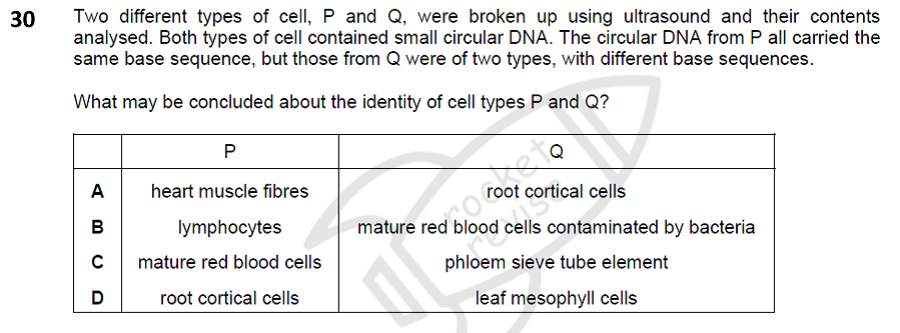 30 Two different types of cell, P and Q, were broken up using ultrasound and their contents
analysed. Both types of cell contained small circular DNA. The circular DNA from P all carried the
same base sequence, but those from Q were of two types, with different base sequences.
What may be concluded about the identity of cell types P and Q?
P Q
A heart muscle fibres root cortical cells
B lymphocytes mature red blood cells contaminated by bacteria
C mature red blood cells phloem sieve tube element
D root cortical cells leaf mesophyll cells
rocket
revise